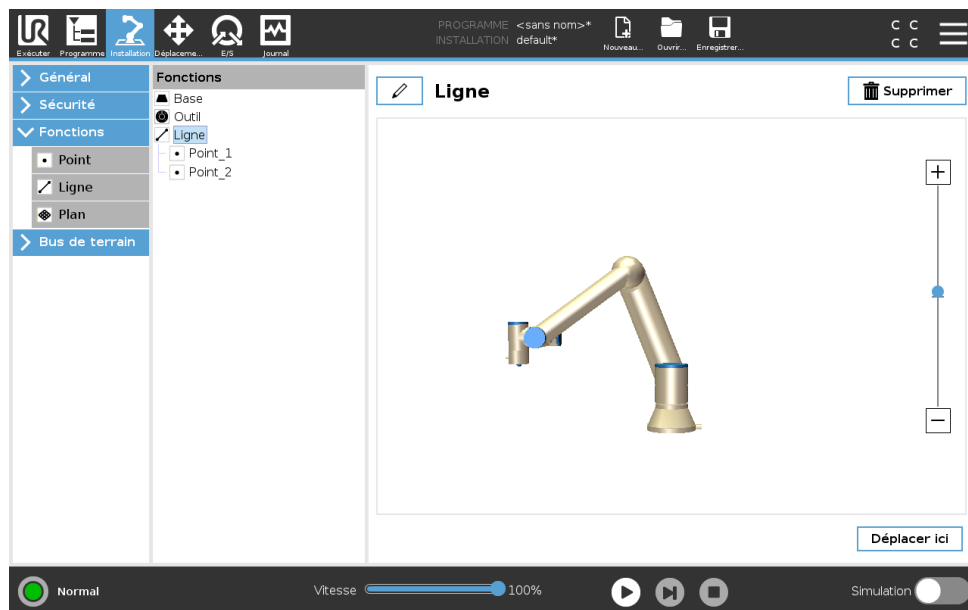 PROGRAMME <sans nom>*
INSTALLATION default*
Exécuter Programme Installation Déplaceme... E/S Journal
Nouveau... Ouvrir... Enregistrer...
C C
C C
Général
Sécurité
Fonctions
Point
Ligne
Plan
Bus de terrain
Fonctions
Base
Outil
Ligne
Point_1
Point_2
Ligne
Supprimer
Déplacer ici
Normal
Vitesse
100%
Simulation